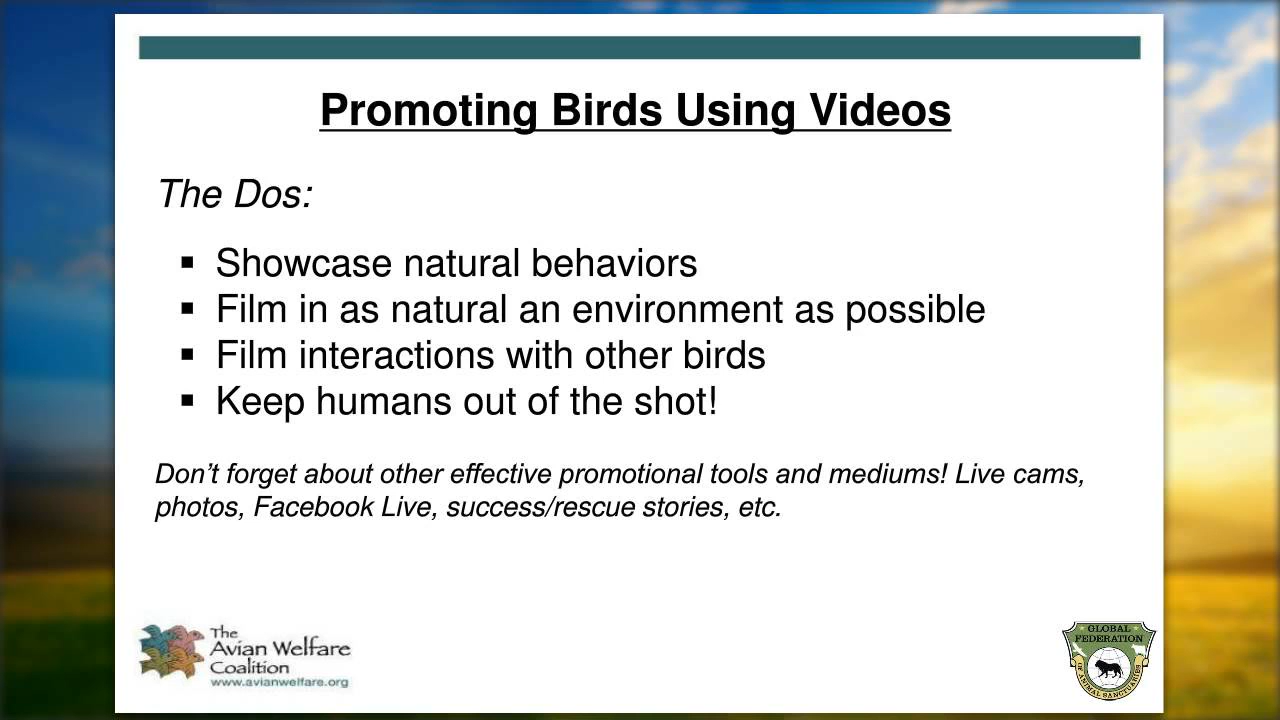 Promoting Birds Using Videos
The Dos:
▪ Showcase natural behaviors
▪ Film in as natural an environment as possible
▪ Film interactions with other birds
▪ Keep humans out of the shot!
Don’t forget about other effective promotional tools and mediums! Live cams,
photos, Facebook Live, success/rescue stories, etc.
The
Avian Welfare
Coalition
www.avianwelfare.org
GLOBAL
FEDERATION
OF ANIMAL SANCTUARIES